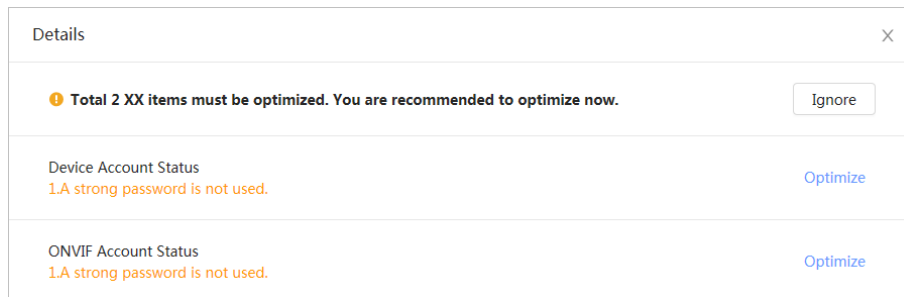 Details
Total 2 XX items must be optimized. You are recommended to optimize now.
Ignore
Device Account Status
1.A strong password is not used.
Optimize
ONVIF Account Status
1.A strong password is not used.
Optimize